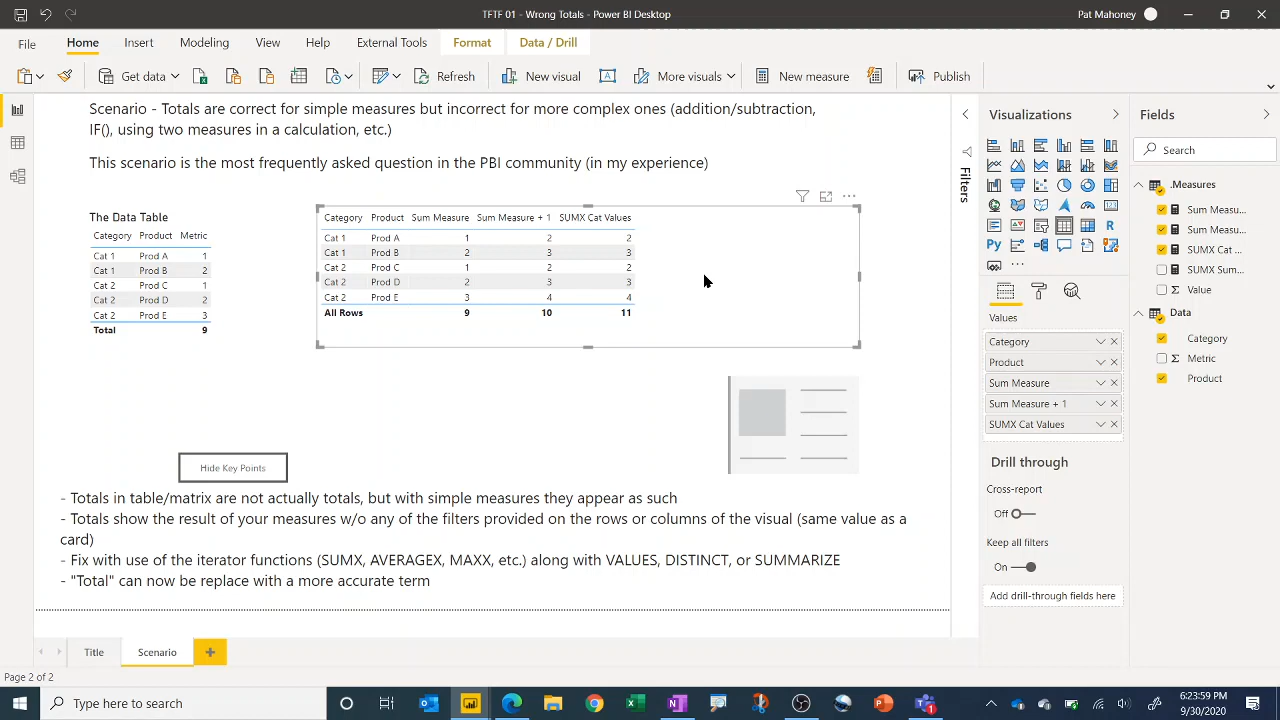 TFTF 01 - Wrong Totals - Power BI Desktop
Pat Mahoney
File Home Insert Modeling View Help External Tools Format Data / Drill
Get data Refresh New visual More visuals New measure Publish
Scenario - Totals are correct for simple measures but incorrect for more complex ones (addition/subtraction,
IF(), using two measures in a calculation, etc.)
This scenario is the most frequently asked question in the PBI community (in my experience)
The Data Table
Category Product Metric
Cat 1 Prod A 1
Cat 1 Prod B 2
Cat 2 Prod C 1
Cat 2 Prod D 2
Cat 2 Prod E 3
Total 9
Category Product Sum Measure Sum Measure + 1 SUMX Cat Values
Cat 1 Prod A 1 2 2
Cat 1 Prod B 2 3 3
Cat 2 Prod C 1 2 2
Cat 2 Prod D 2 3 3
Cat 2 Prod E 3 4 4
All Rows 9 10 11
Hide Key Points
- Totals in table/matrix are not actually totals, but with simple measures they appear as such
- Totals show the result of your measures w/o any of the filters provided on the rows or columns of the visual (same value as a
card)
- Fix with use of the iterator functions (SUMX, AVERAGEX, MAXX, etc.) along with VALUES, DISTINCT, or SUMMARIZE
- "Total" can now be replace with a more accurate term
Filters
Visualizations
R
Py
123
Values
Category
Product
Sum Measure
Sum Measure + 1
SUMX Cat Values
Drill through
Cross-report
Off
Keep all filters
On
Add drill-through fields here
Fields
Search
.Measures
Sum Measu...
Sum Measu...
SUMX Cat ...
SUMX Sum...
Σ Value
Data
Category
Σ Metric
Product
Title Scenario
Page 2 of 2
Type here to search
6:23:59 PM
9/30/2020